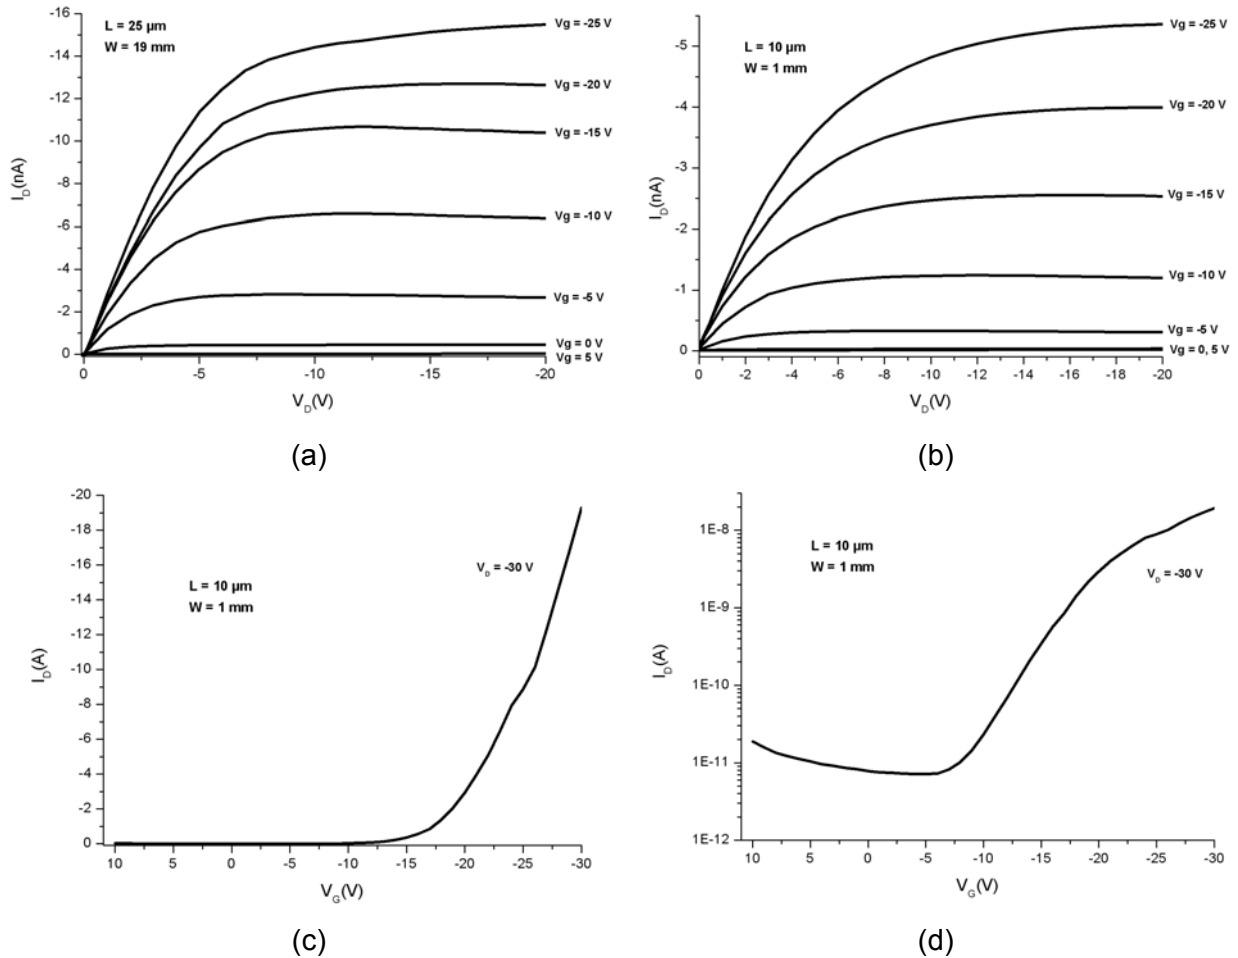 -16
-14
-12
-10
-8
-6
-4
-2
0
I_D(nA)
L = 25 µm
W = 19 mm
Vg = -25 V
Vg = -20 V
Vg = -15 V
Vg = -10 V
Vg = -5 V
Vg = 0 V
Vg = 5 V
0 -5 -10 -15 -20
V_D(V)
(a)
-5
-4
-3
-2
-1
0
I_D(nA)
L = 10 µm
W = 1 mm
Vg = -25 V
Vg = -20 V
Vg = -15 V
Vg = -10 V
Vg = -5 V
Vg = 0, 5 V
0 -2 -4 -6 -8 -10 -12 -14 -16 -18 -20
V_D(V)
(b)
-20
-18
-16
-14
-12
-10
-8
-6
-4
-2
0
I_D(A)
L = 10 µm
W = 1 mm
V_D = -30 V
10 5 0 -5 -10 -15 -20 -25 -30
V_G(V)
(c)
1E-8
1E-9
1E-10
1E-11
1E-12
I_D(A)
L = 10 µm
W = 1 mm
V_D = -30 V
10 5 0 -5 -10 -15 -20 -25 -30
V_G(V)
(d)